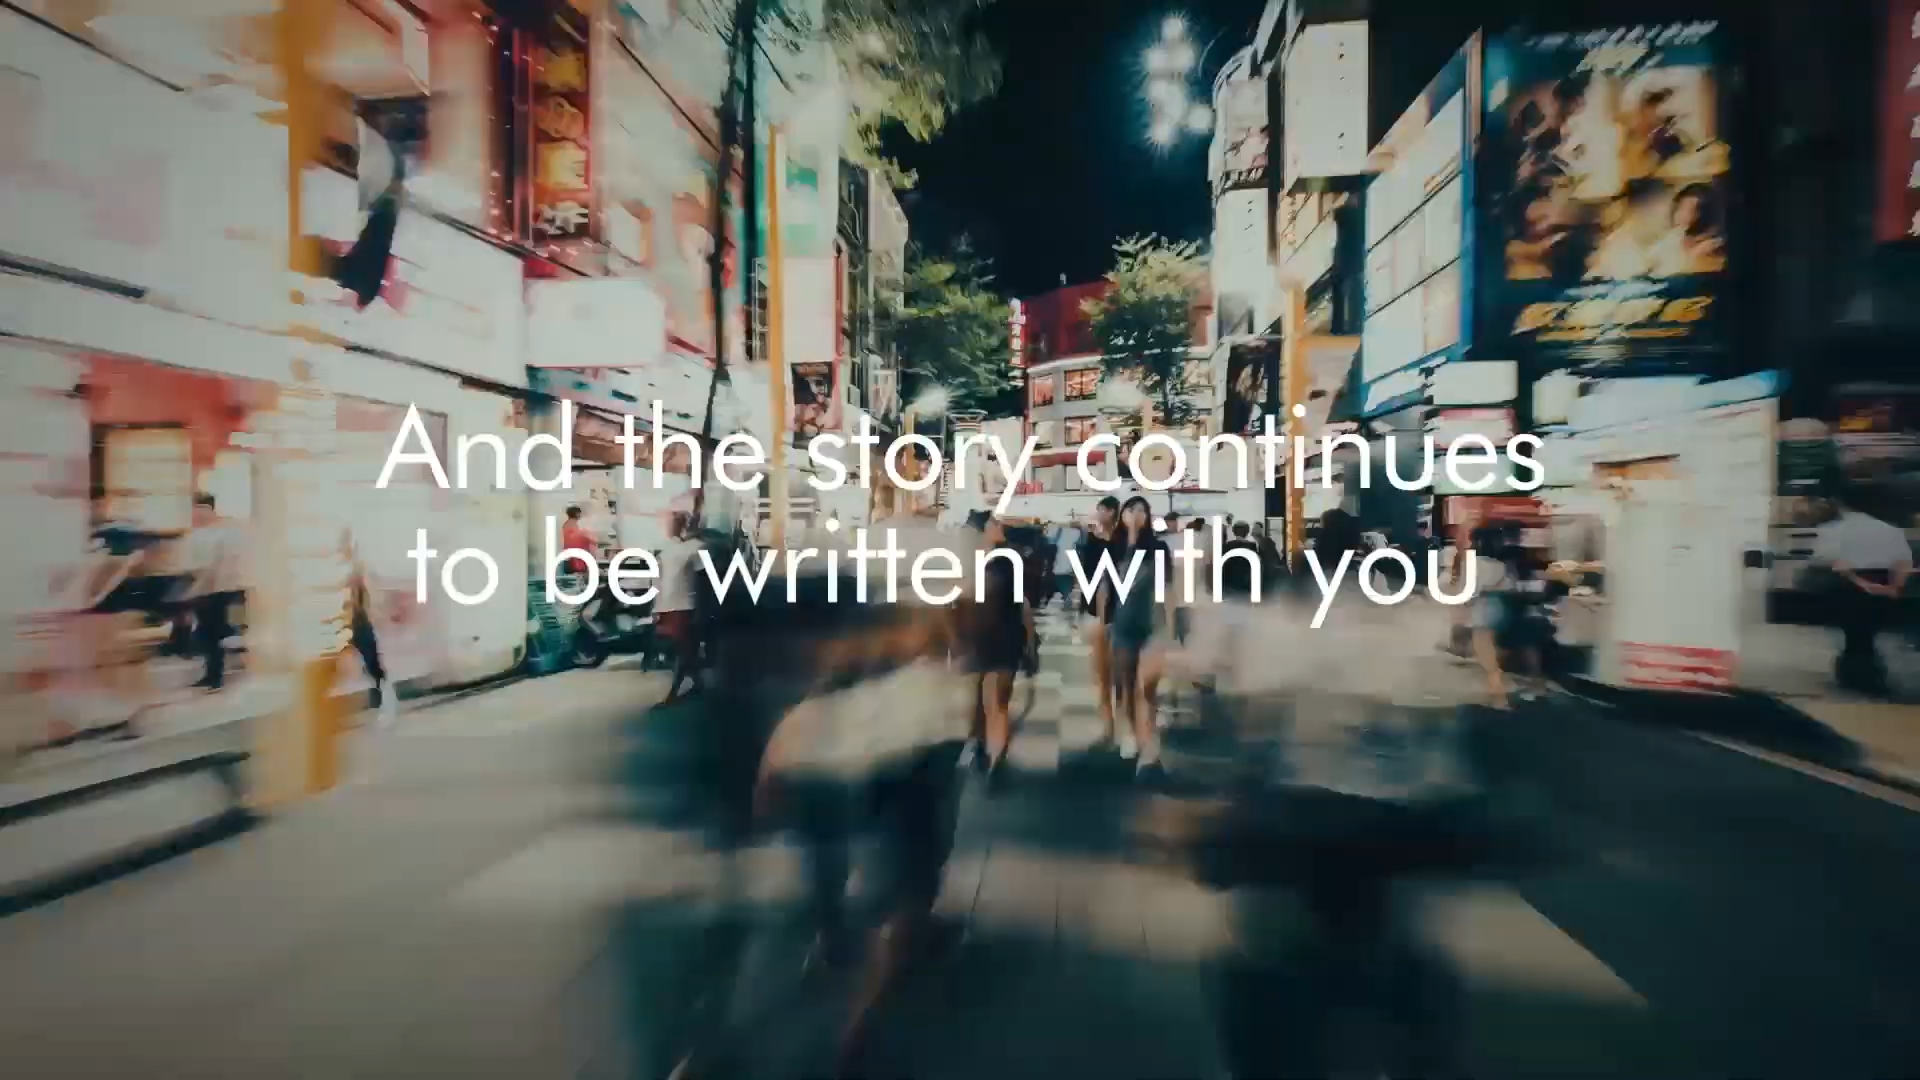 And the story continues
to be written with you